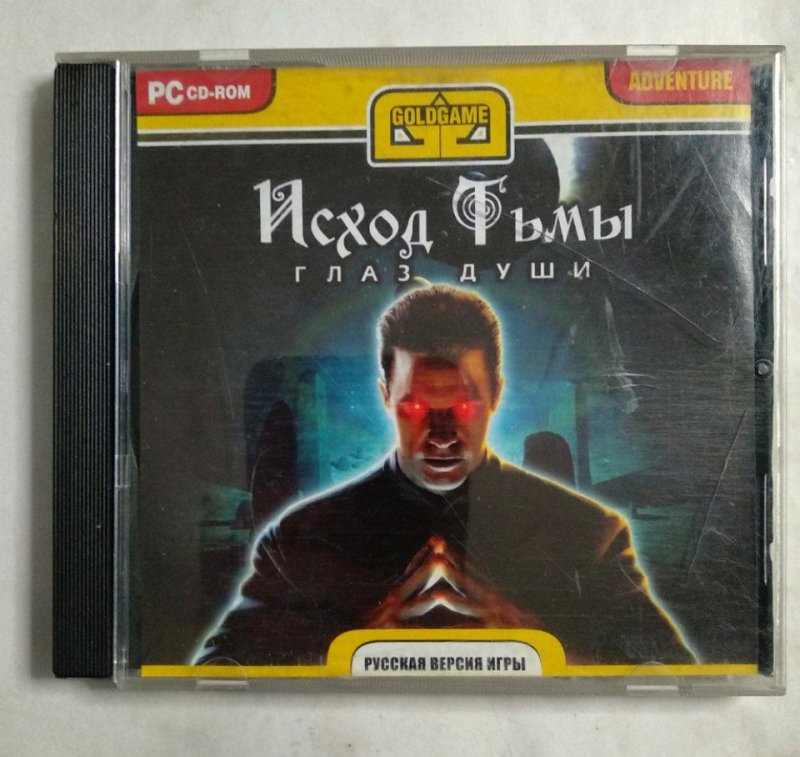 PC CD-ROM
GOLDGAME
ADVENTURE
Исход Тьмы
ГЛАЗ ДУШИ
РУССКАЯ ВЕРСИЯ ИГРЫ